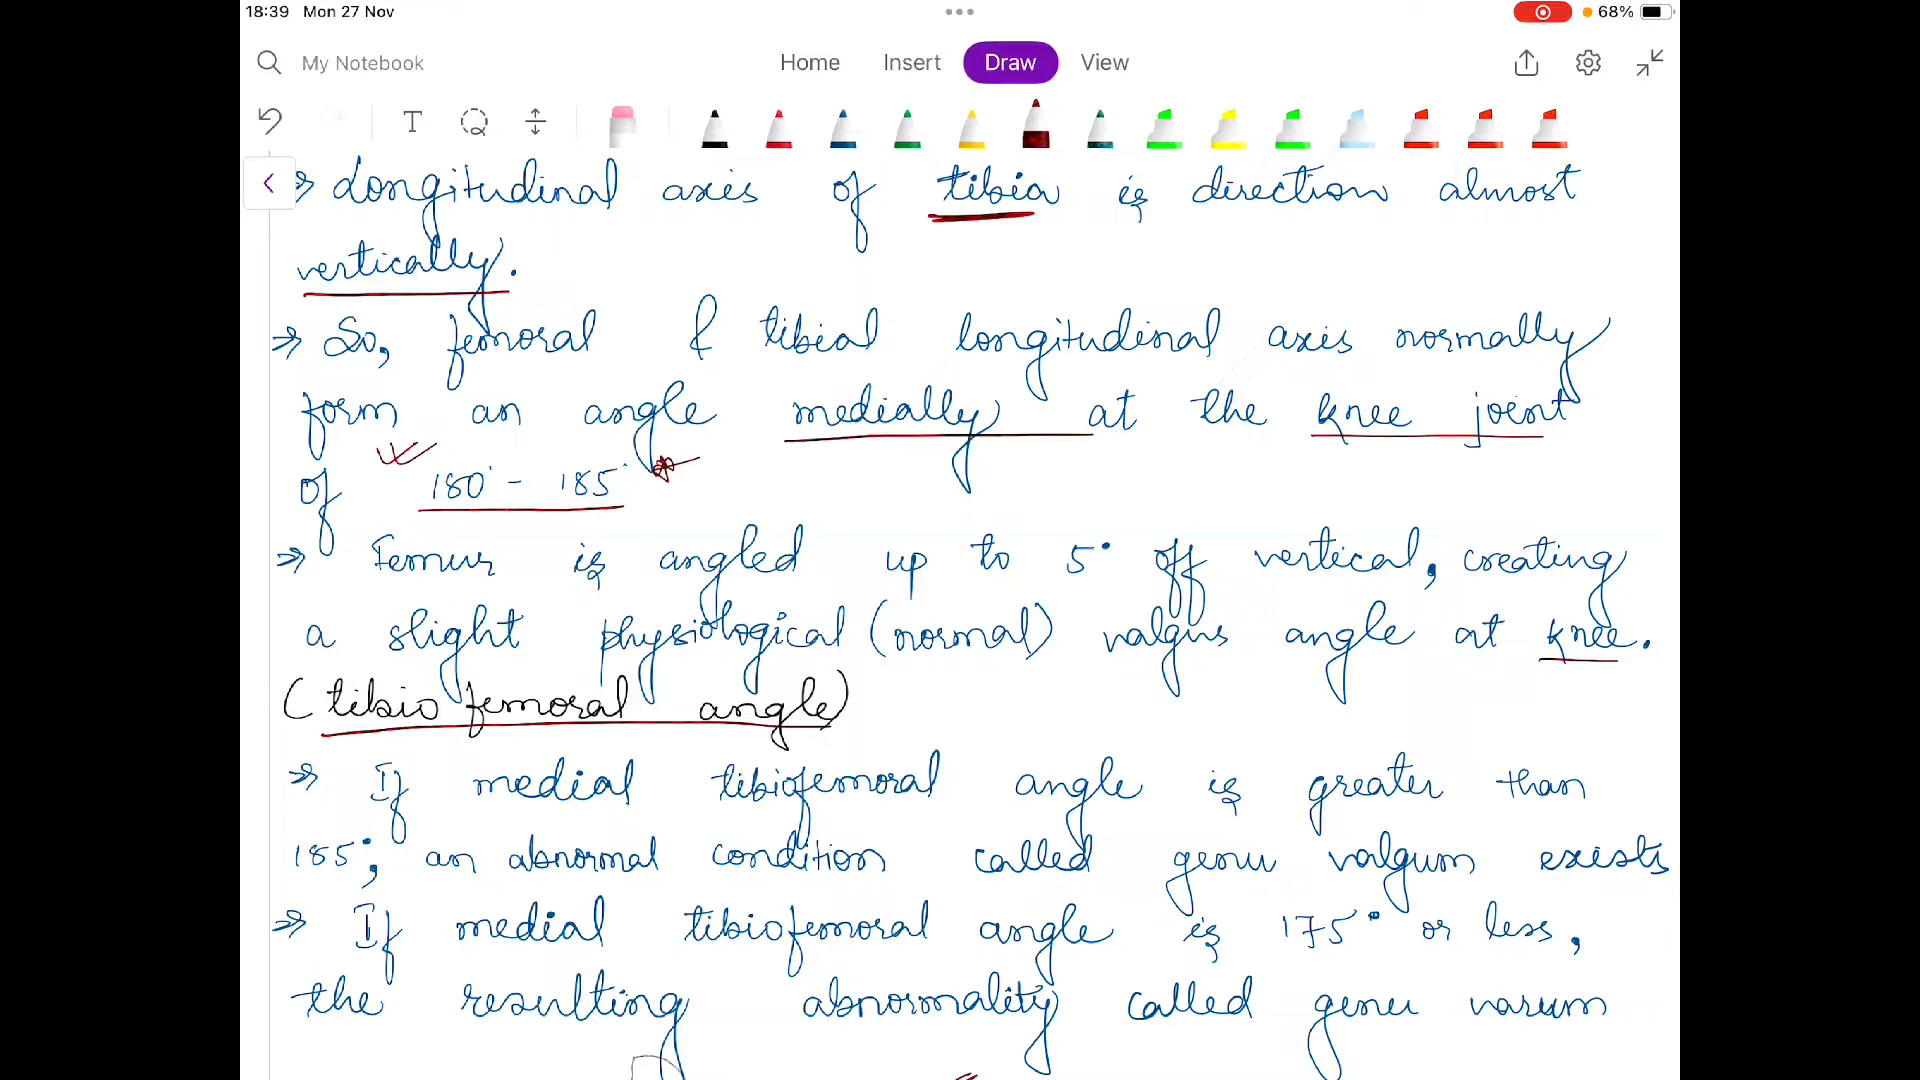 18:39 Mon 27 Nov
68%
My Notebook
Home Insert Draw View
T
⇒ Longitudinal axis of tibia is direction almost
vertically.
⇒ So, femoral & tibial longitudinal axis normally
form an angle medially at the knee joint
of 180° - 185°
⇒ Femur is angled up to 5° off vertical, creating
a slight physiological (normal) valgus angle at knee.
(tibiofemoral angle)
⇒ If medial tibiofemoral angle is greater than
185°, an abnormal condition called genu valgum exists
⇒ If medial tibiofemoral angle is 175° or less,
the resulting abnormality called genu varum